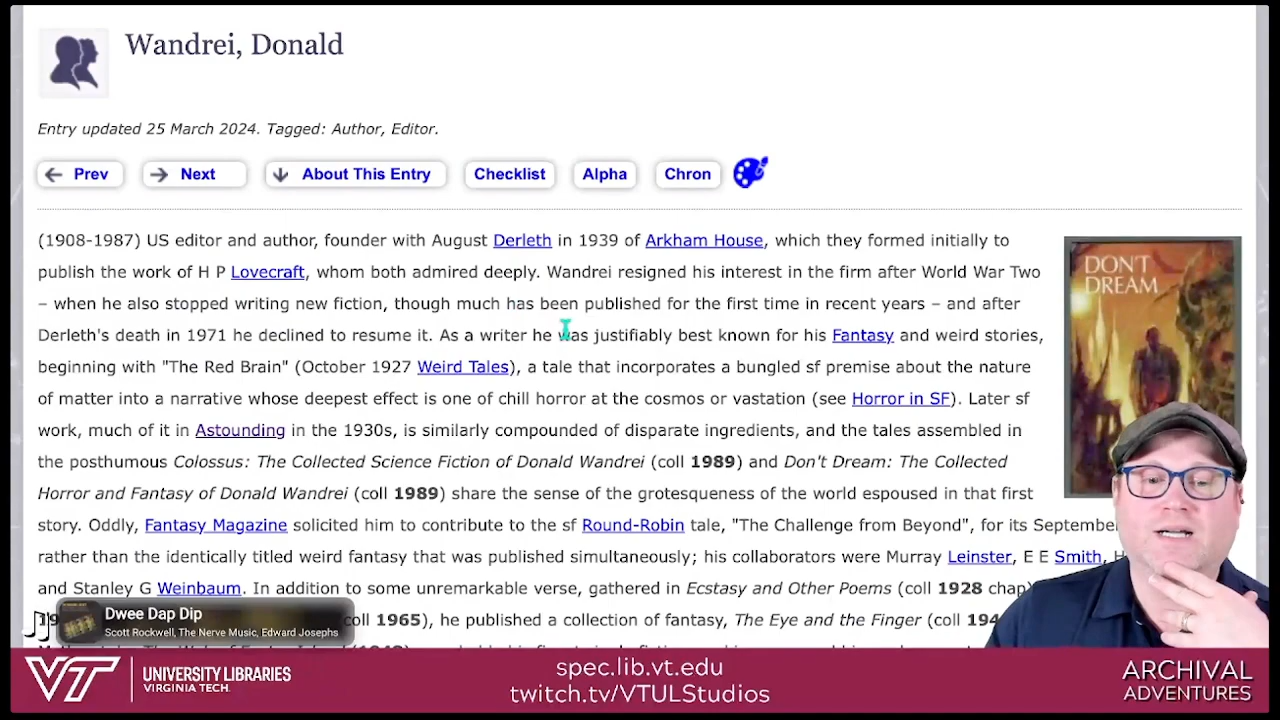 Wandrei, Donald
Entry updated 25 March 2024. Tagged: Author, Editor.
Prev Next About This Entry Checklist Alpha Chron
(1908-1987) US editor and author, founder with August Derleth in 1939 of Arkham House, which they formed initially to
publish the work of H P Lovecraft, whom both admired deeply. Wandrei resigned his interest in the firm after World War Two
– when he also stopped writing new fiction, though much has been published for the first time in recent years – and after
Derleth's death in 1971 he declined to resume it. As a writer he was justifiably best known for his Fantasy and weird stories,
beginning with "The Red Brain" (October 1927 Weird Tales), a tale that incorporates a bungled sf premise about the nature
of matter into a narrative whose deepest effect is one of chill horror at the cosmos or vastation (see Horror in SF). Later sf
work, much of it in Astounding in the 1930s, is similarly compounded of disparate ingredients, and the tales assembled in
the posthumous Colossus: The Collected Science Fiction of Donald Wandrei (coll 1989) and Don't Dream: The Collected
Horror and Fantasy of Donald Wandrei (coll 1989) share the sense of the grotesqueness of the world espoused in that first
story. Oddly, Fantasy Magazine solicited him to contribute to the sf Round-Robin tale, "The Challenge from Beyond", for its September
rather than the identically titled weird fantasy that was published simultaneously; his collaborators were Murray Leinster, E E Smith,
and Stanley G Weinbaum. In addition to some unremarkable verse, gathered in Ecstasy and Other Poems (coll 1928 chap)
coll 1965), he produced a collection of fantasy, The Eye and the Finger (coll
DON'T
DREAM
Dwee Dap Dip
Scott Rockwell, The Nerve Music, Edward Josephs
VT
UNIVERSITY LIBRARIES
VIRGINIA TECH
spec.lib.vt.edu
twitch.tv/VTULStudios
ARCHIVAL
ADVENTURES